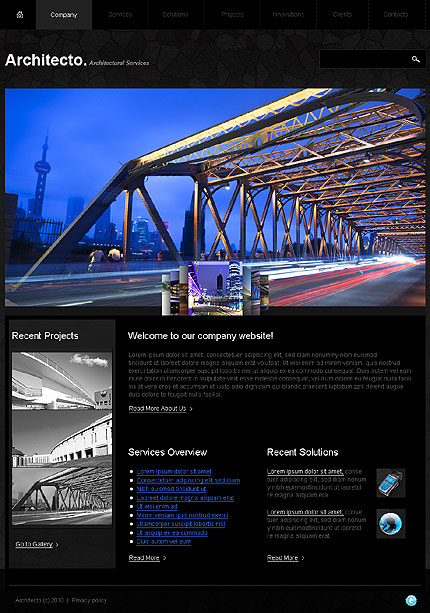 Company Services Solutions Projects Innovations Clients Contacts
Architecto. Architectural Services
Recent Projects
Go to Gallery
Welcome to our company website!
Lorem ipsum dolor sit amet, consectetuer adipiscing elit, sed diam nonummy nibh euismod
tincidunt ut laoreet dolore magna aliquam erat volutpat. Ut wisi enim ad minim veniam, quis nostrud
exercitation ullamcorper suscipit lobortis nisl ut aliquip ex ea commodo consequat. Duis autem vel eum
iriure dolor in hendrerit in vulputate velit esse molestie consequat, vel illum dolore eu feugiat nulla facili
sis at vero eros et accumsan et iusto odio dignissim qui blandit praesent luptatum zzril delenit augue
duis dolore te feugait nulla facilisi.
Read More About Us
Services Overview
Lorem ipsum dolor sit amet
Consectetuer adipiscing elit sed diam
Nibh euismod tincidunt ut
Laoreet dolore magna aliquam erat
Ut wisi enim ad
Minim veniam quis nostrud exerci
Ullamcorper suscipit lobortis nisl
Ut aliquip ex ea commodo
Duis autem vel eum
Read More
Recent Solutions
Lorem ipsum dolor sit amet, conse
ctetuer adipiscing elit, sed diam nonumm
y nibh euismod tincidunt ut laoreet
re magna aliquam erat
Lorem ipsum dolor sit amet, conse
ctetuer adipiscing elit, sed diam nonumm
y nibh euismod tincidunt ut laoreet
re magna aliquam erat
Read More
Architecto (c) 2010 | Privacy policy